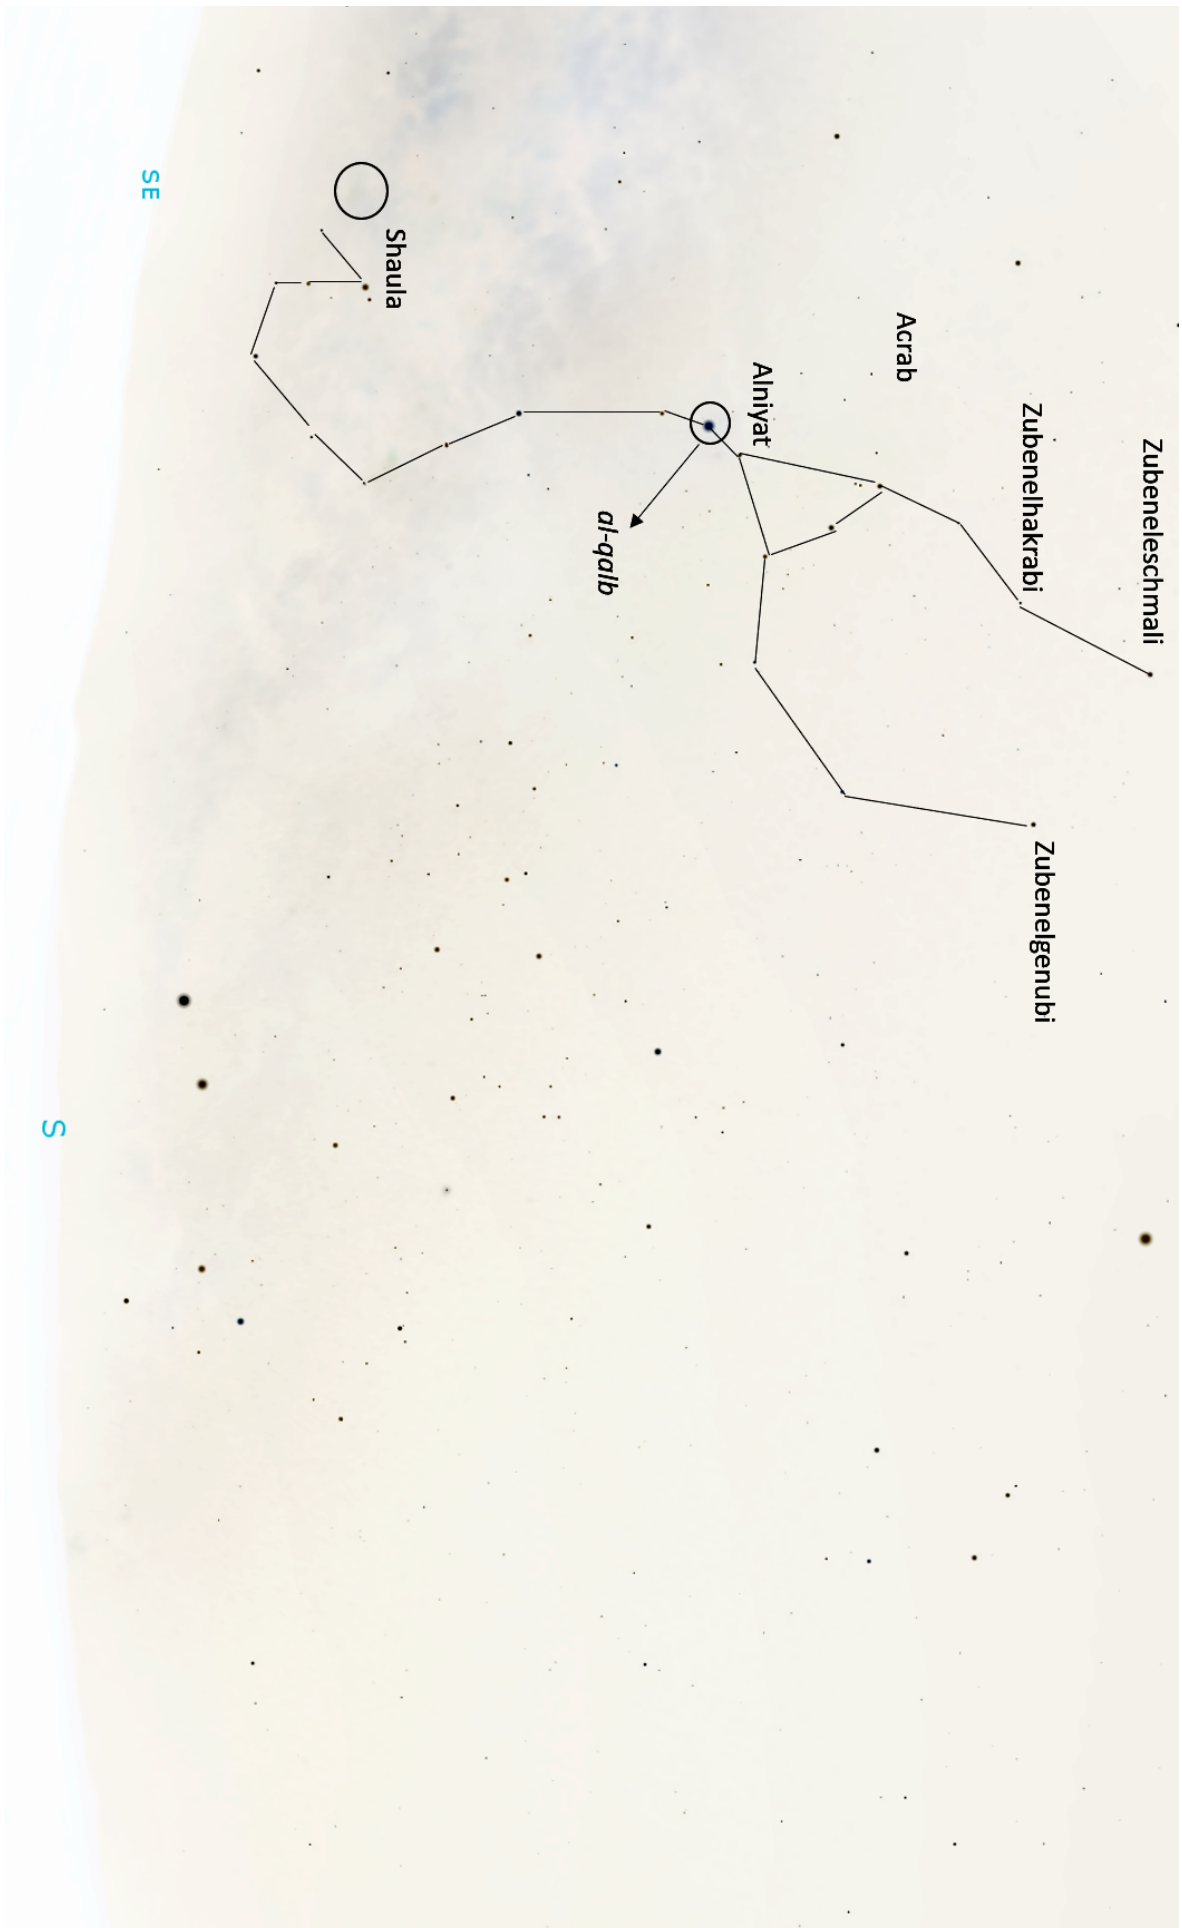 Zubeneleschmali
Zubenelhakrabi
Zubenelgenubi
Acrab
Alniyat
al-qalb
Shaula
SE
S